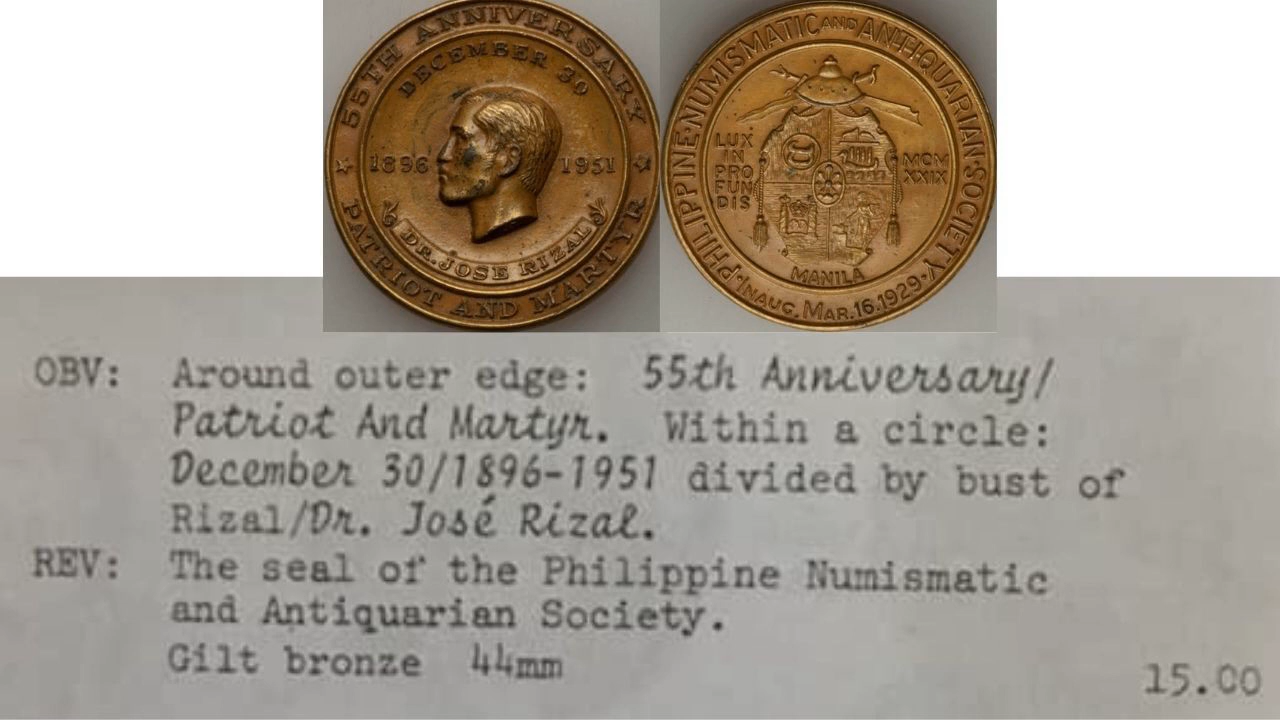 55TH ANNIVERSARY
DECEMBER 30
1896 1951
DR. JOSE RIZAL
PATRIOT AND MARTYR
PHILIPPINE·NUMISMATIC AND ANTIQUARIAN·SOCIETY
LUX
IN
PRO
FUN
DIS
MCM
XXIX
MANILA
·INAUG. MAR. 16. 1929·
OBV: Around outer edge: 55th Anniversary/
Patriot And Martyr. Within a circle:
December 30/1896-1951 divided by bust of
Rizal/Dr. José Rizal.
REV: The seal of the Philippine Numismatic
and Antiquarian Society.
Gilt bronze 44mm
15.00